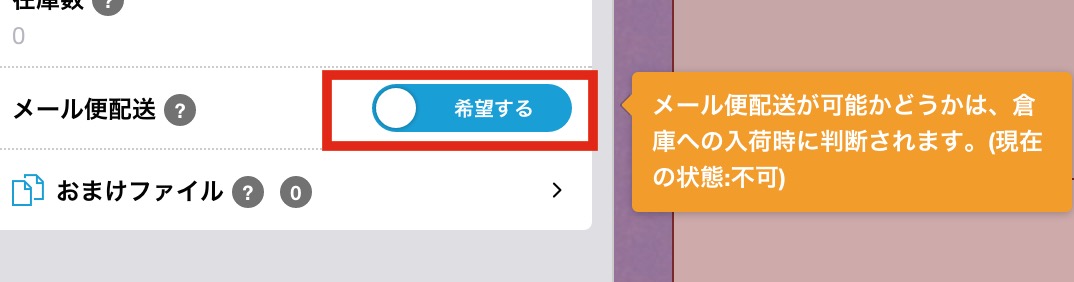 在庫数 ?
0
メール便配送 ?
希望する
おまけファイル ? 0
メール便配送が可能かどうかは、倉
庫への入荷時に判断されます。(現在
の状態:不可)